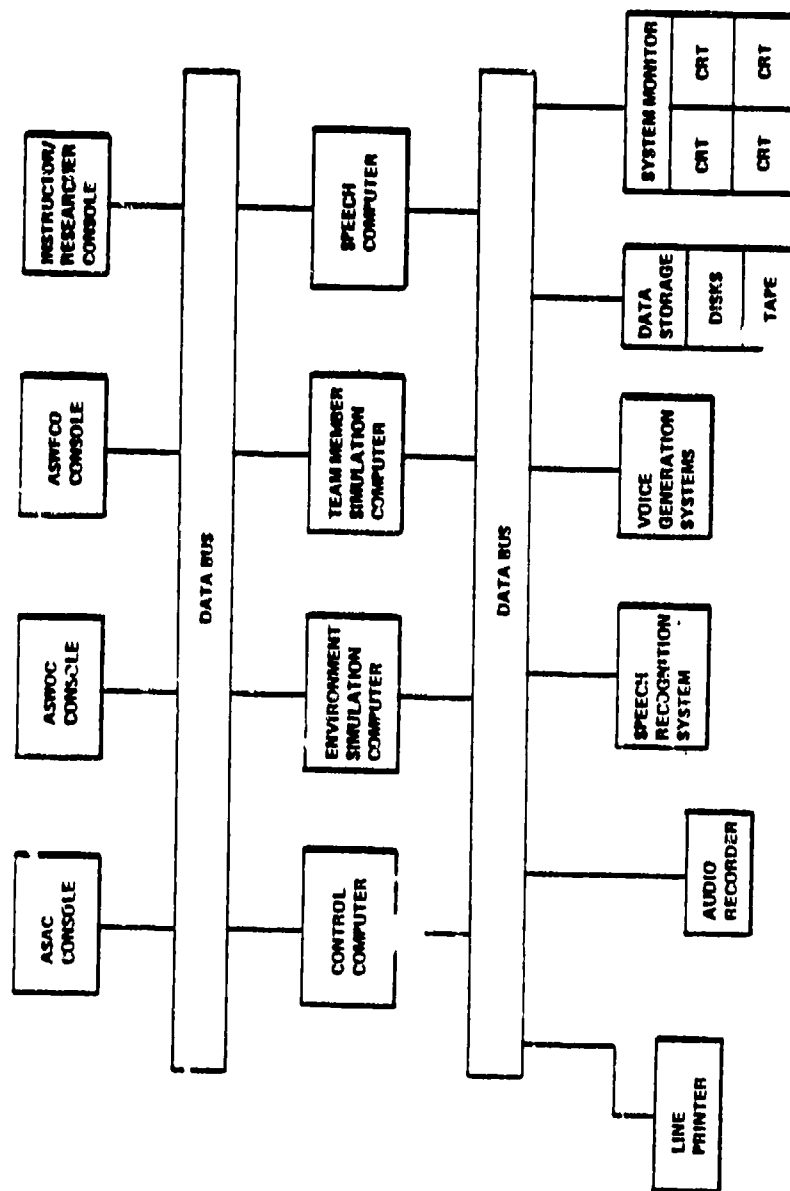 ASAC
CONSOLE
ASWOC
CONSOLE
ASWFCO
CONSOLE
INSTRUCTOR/
RESEARCHER
CONSOLE
DATA BUS
CONTROL
COMPUTER
ENVIRONMENT
SIMULATION
COMPUTER
TEAM MEMBER
SIMULATION
COMPUTER
SPEECH
COMPUTER
DATA BUS
LINE
PRINTER
AUDIO
RECORDER
SPEECH
RECOGNITION
SYSTEM
VOICE
GENERATION
SYSTEMS
DATA
STORAGE
DISKS
TAPE
SYSTEM MONITOR
CRT
CRT
CRT
CRT